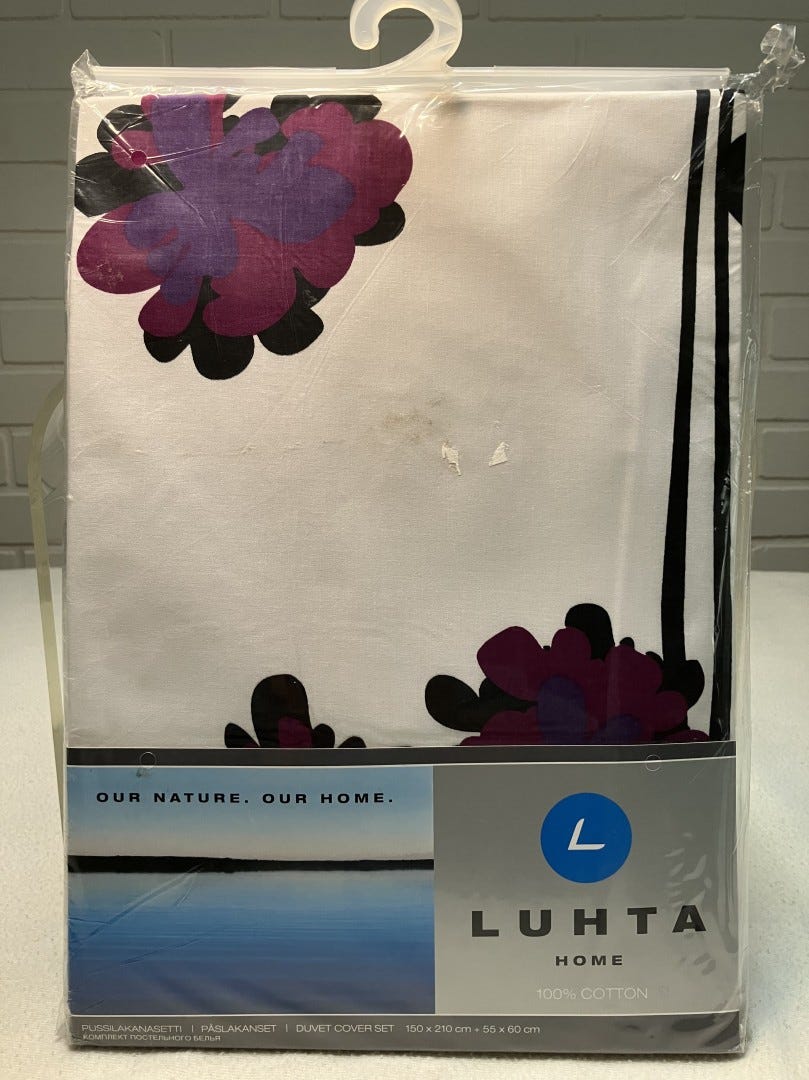 OUR NATURE. OUR HOME.
L
LUHTA
HOME
100% COTTON
PUSSILAKANASETTI | PÅSLAKANSET | DUVET COVER SET 150 x 210 cm + 55 x 60 cm
КОМПЛЕКТ ПОСТЕЛЬНОГО БЕЛЬЯ